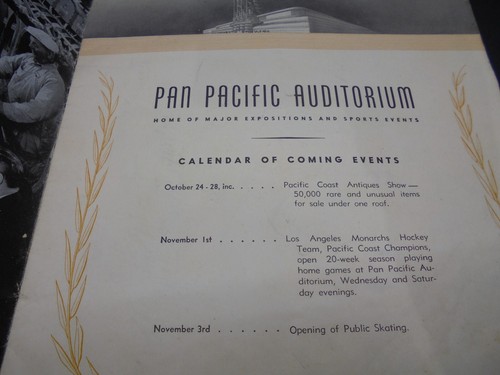 PAN PACIFIC AUDITORIUM
HOME OF MAJOR EXPOSITIONS AND SPORTS EVENTS
CALENDAR OF COMING EVENTS
October 24 - 28, inc. . . . . . Pacific Coast Antiques Show—
50,000 rare and unusual items
for sale under one roof.
November 1st . . . . . . Los Angeles Monarchs Hockey
Team, Pacific Coast Champions,
open 20-week season playing
home games at Pan Pacific Au-
ditorium, Wednesday and Satur-
day evenings.
November 3rd . . . . . . Opening of Public Skating.